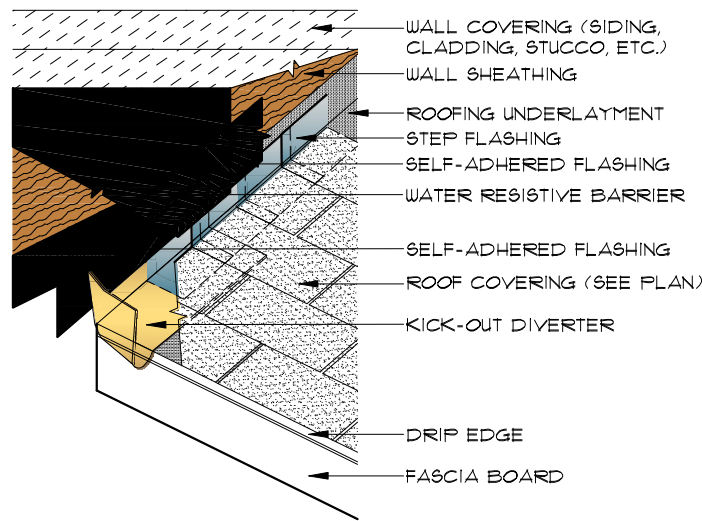 WALL COVERING (SIDING,
CLADDING, STUCCO, ETC.)
WALL SHEATHING
ROOFING UNDERLAYMENT
STEP FLASHING
SELF-ADHERED FLASHING
WATER RESISTIVE BARRIER
SELF-ADHERED FLASHING
ROOF COVERING (SEE PLAN)
KICK-OUT DIVERTER
DRIP EDGE
FASCIA BOARD